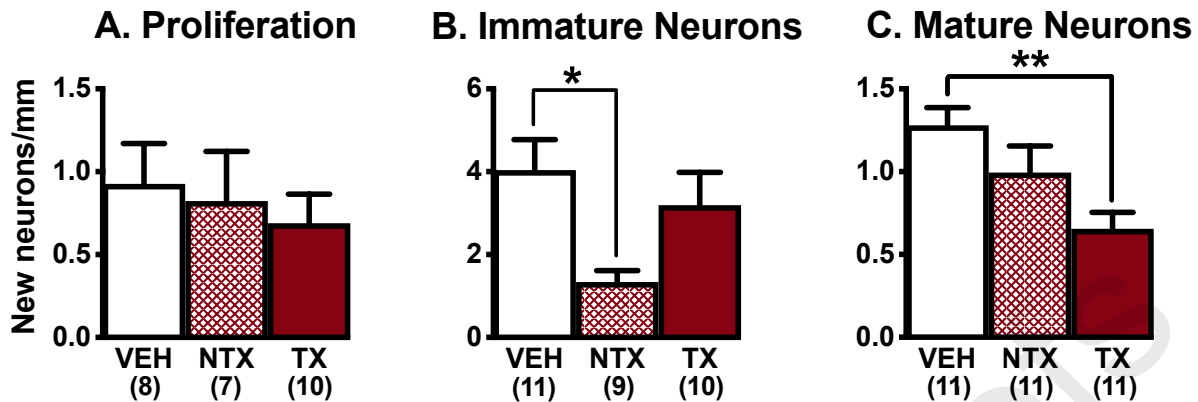 A. Proliferation
New neurons/mm
1.5
1.0
0.5
0.0
VEH NTX TX
(8) (7) (10)
B. Immature Neurons
*
6
4
2
0
VEH NTX TX
(11) (9) (10)
C. Mature Neurons
**
1.5
1.0
0.5
0.0
VEH NTX TX
(11) (11) (11)